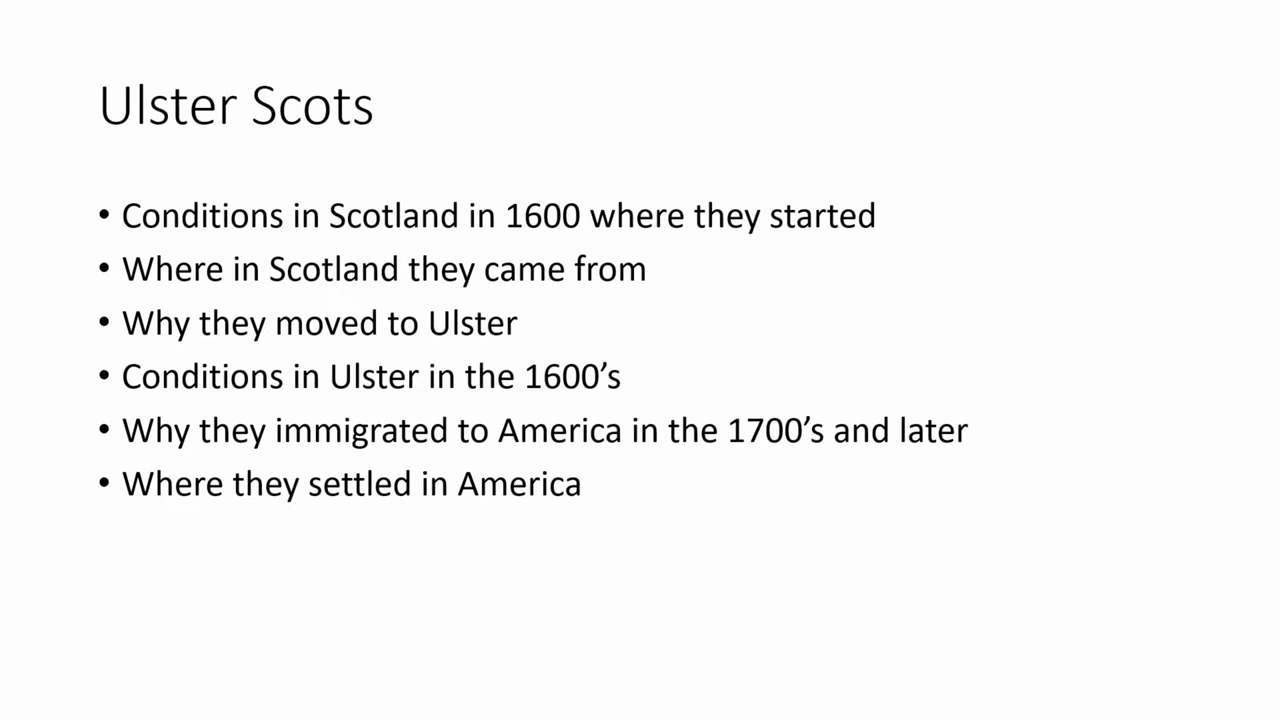 Ulster Scots
• Conditions in Scotland in 1600 where they started
• Where in Scotland they came from
• Why they moved to Ulster
• Conditions in Ulster in the 1600’s
• Why they immigrated to America in the 1700’s and later
• Where they settled in America